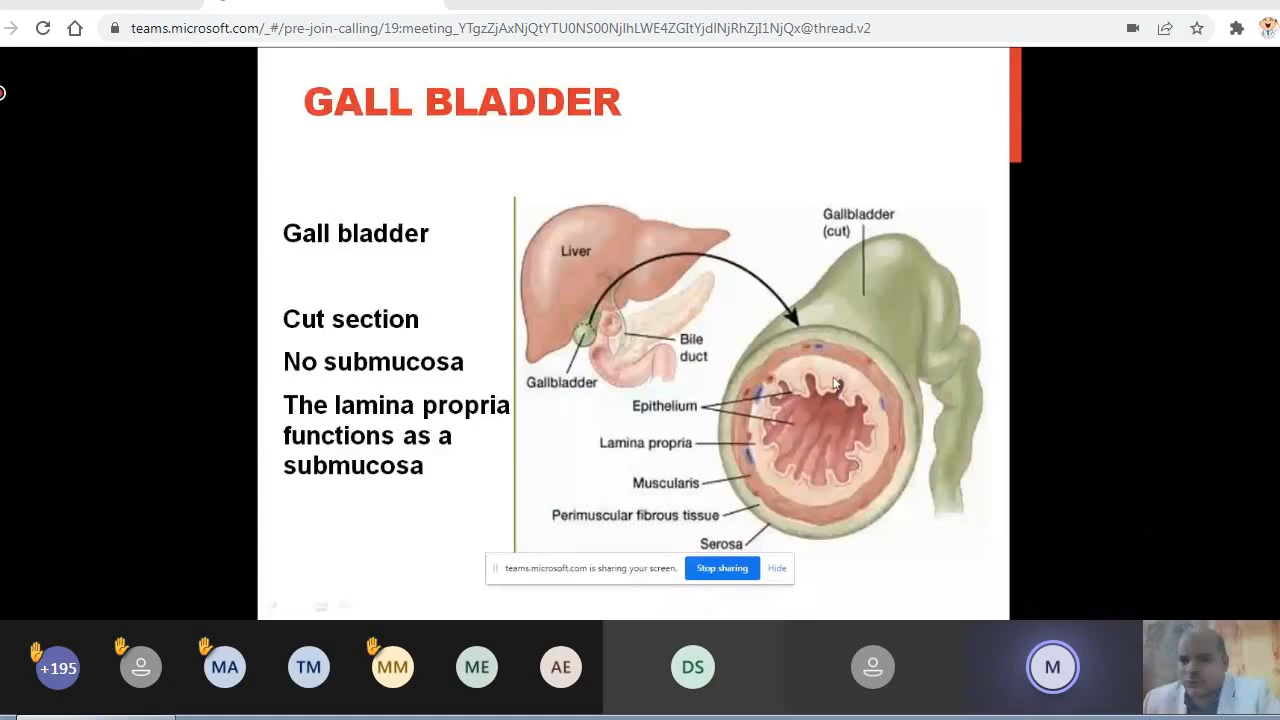 teams.microsoft.com/_#/pre-join-calling/19:meeting_YTgzZjAxNjQtYTU0NS00NjlhLWE4ZGItYjdlNjRhZjI1NjQx@thread.v2
GALL BLADDER
Gall bladder
Cut section
No submucosa
The lamina propria
functions as a
submucosa
Liver
Gallbladder
(cut)
Bile
duct
Gallbladder
Epithelium
Lamina propria
Muscularis
Perimuscular fibrous tissue
Serosa
teams.microsoft.com is sharing your screen.
Stop sharing
Hide
+195
MA
TM
MM
ME
AE
DS
M